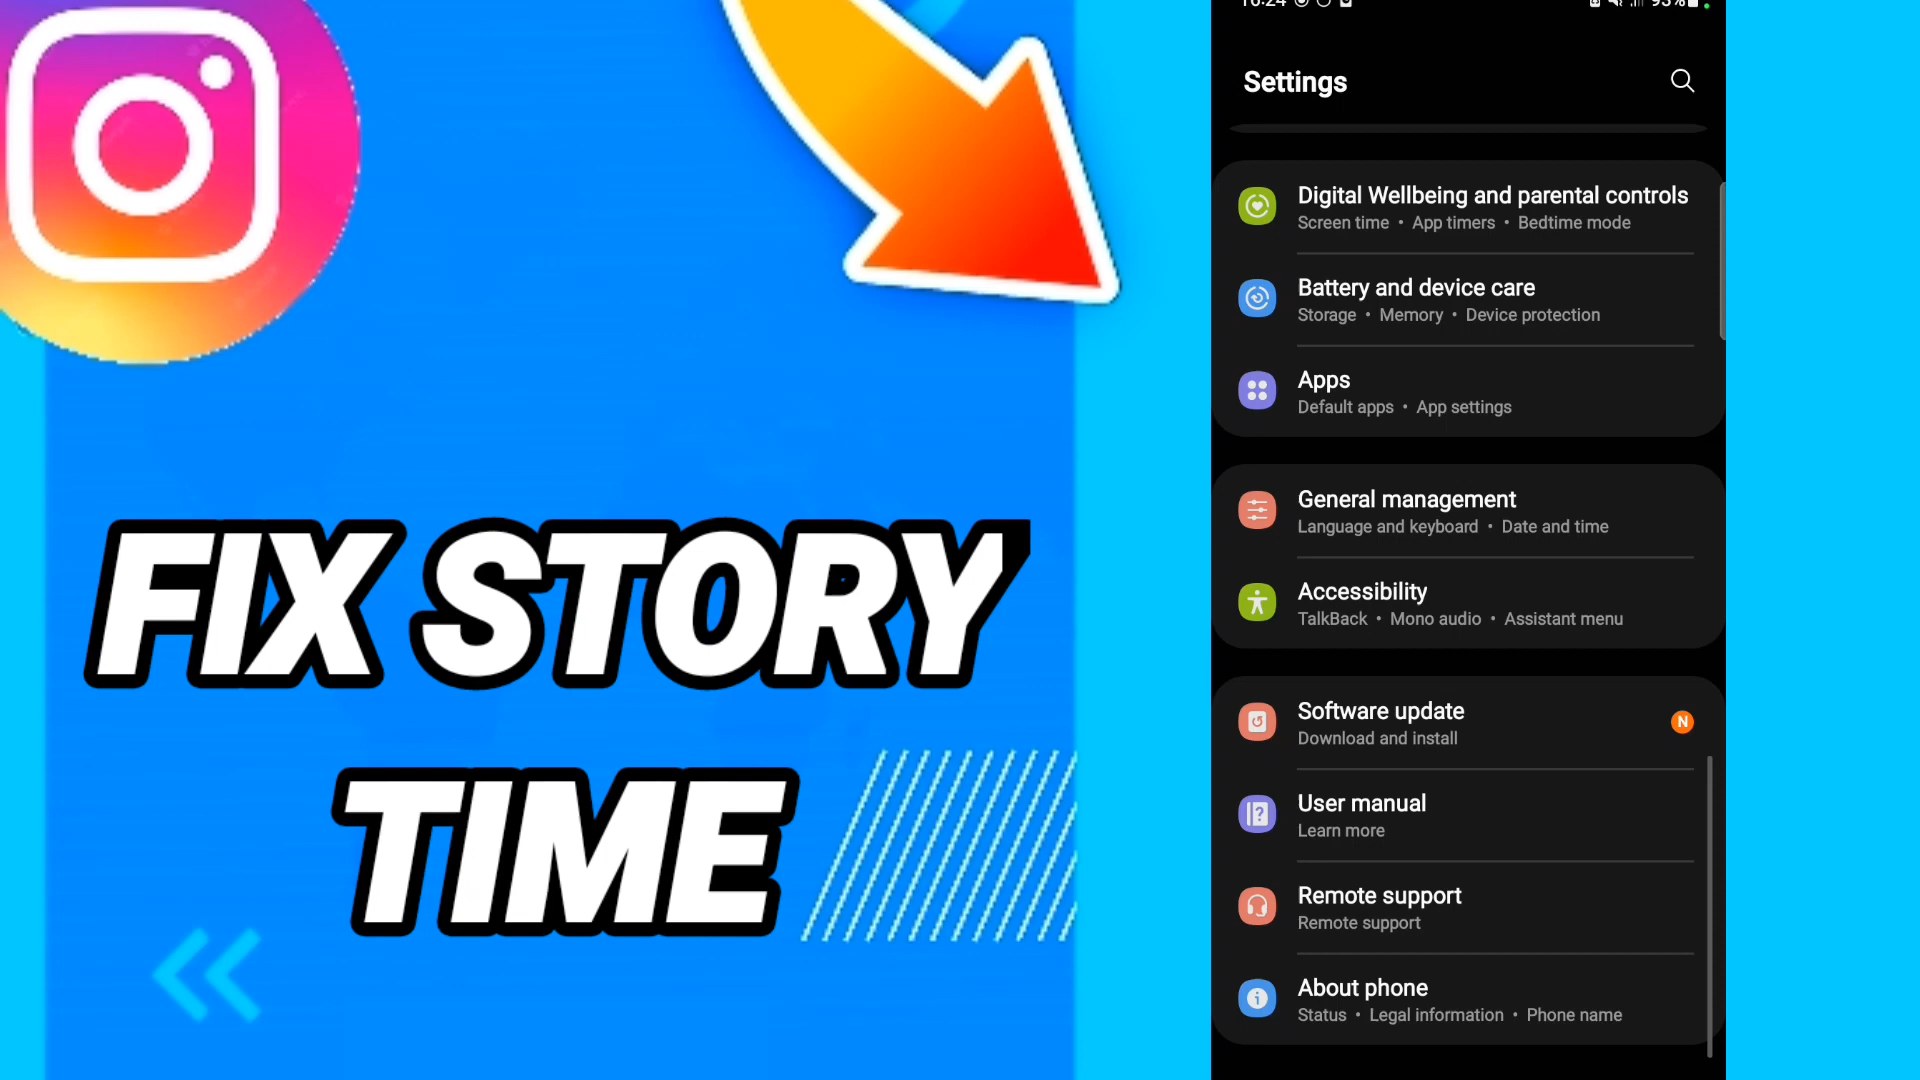 FIX STORY
TIME
16:24 93%
Settings
Digital Wellbeing and parental controls
Screen time • App timers • Bedtime mode
Battery and device care
Storage • Memory • Device protection
Apps
Default apps • App settings
General management
Language and keyboard • Date and time
Accessibility
TalkBack • Mono audio • Assistant menu
Software update
N
Download and install
User manual
Learn more
Remote support
Remote support
About phone
Status • Legal information • Phone name